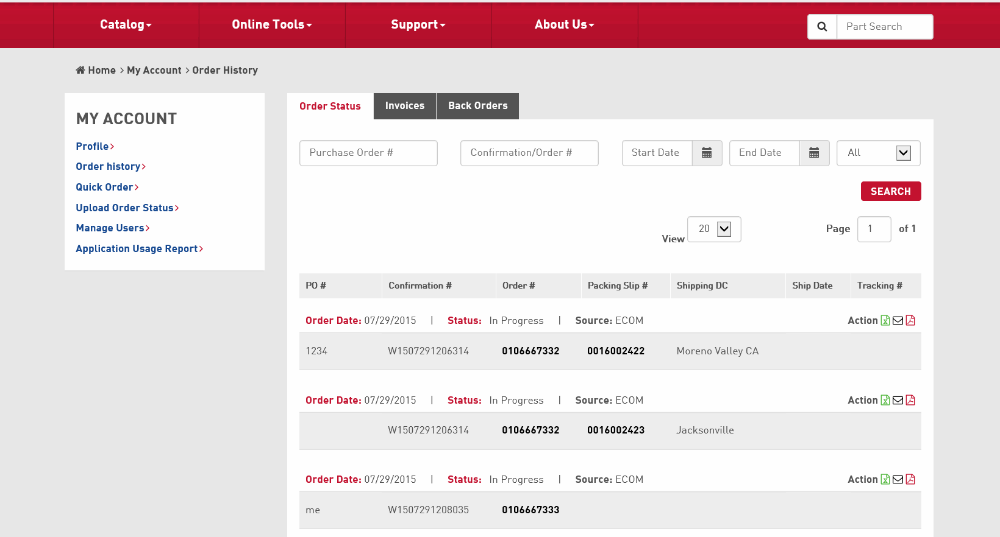 Catalog Online Tools Support About Us Part Search
Home > My Account > Order History
MY ACCOUNT
Profile
Order history
Quick Order
Upload Order Status
Manage Users
Application Usage Report
Order Status Invoices Back Orders
Purchase Order # Confirmation/Order # Start Date End Date All
SEARCH
View 20 Page 1 of 1
PO # Confirmation # Order # Packing Slip # Shipping DC Ship Date Tracking #
Order Date: 07/29/2015 | Status: In Progress | Source: ECOM Action
1234 W1507291206314 0106667332 0016002422 Moreno Valley CA
Order Date: 07/29/2015 | Status: In Progress | Source: ECOM Action
W1507291206314 0106667332 0016002423 Jacksonville
Order Date: 07/29/2015 | Status: In Progress | Source: ECOM Action
me W1507291208035 0106667333